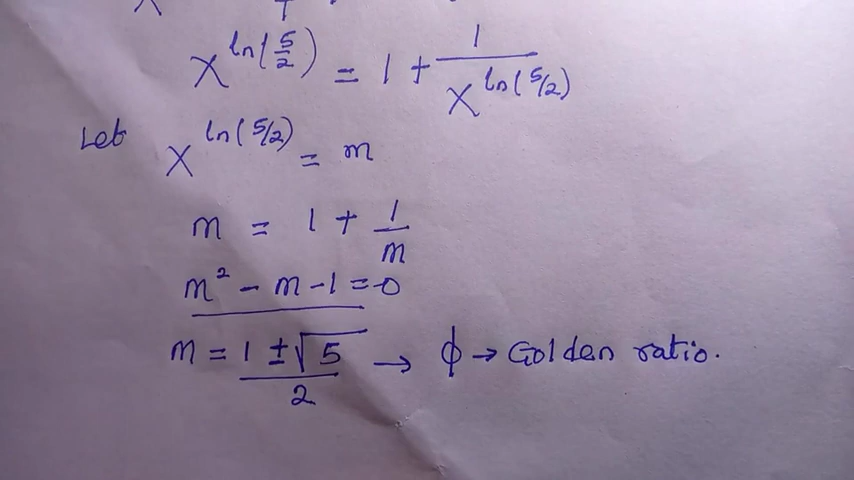 x^ln(5/2) = 1 + 1/x^ln(5/2)
Let x^ln(5/2) = m
m = 1 + 1/m
m² - m - 1 = 0
m = (1 ± √5)/2 → ϕ → Golden ratio.